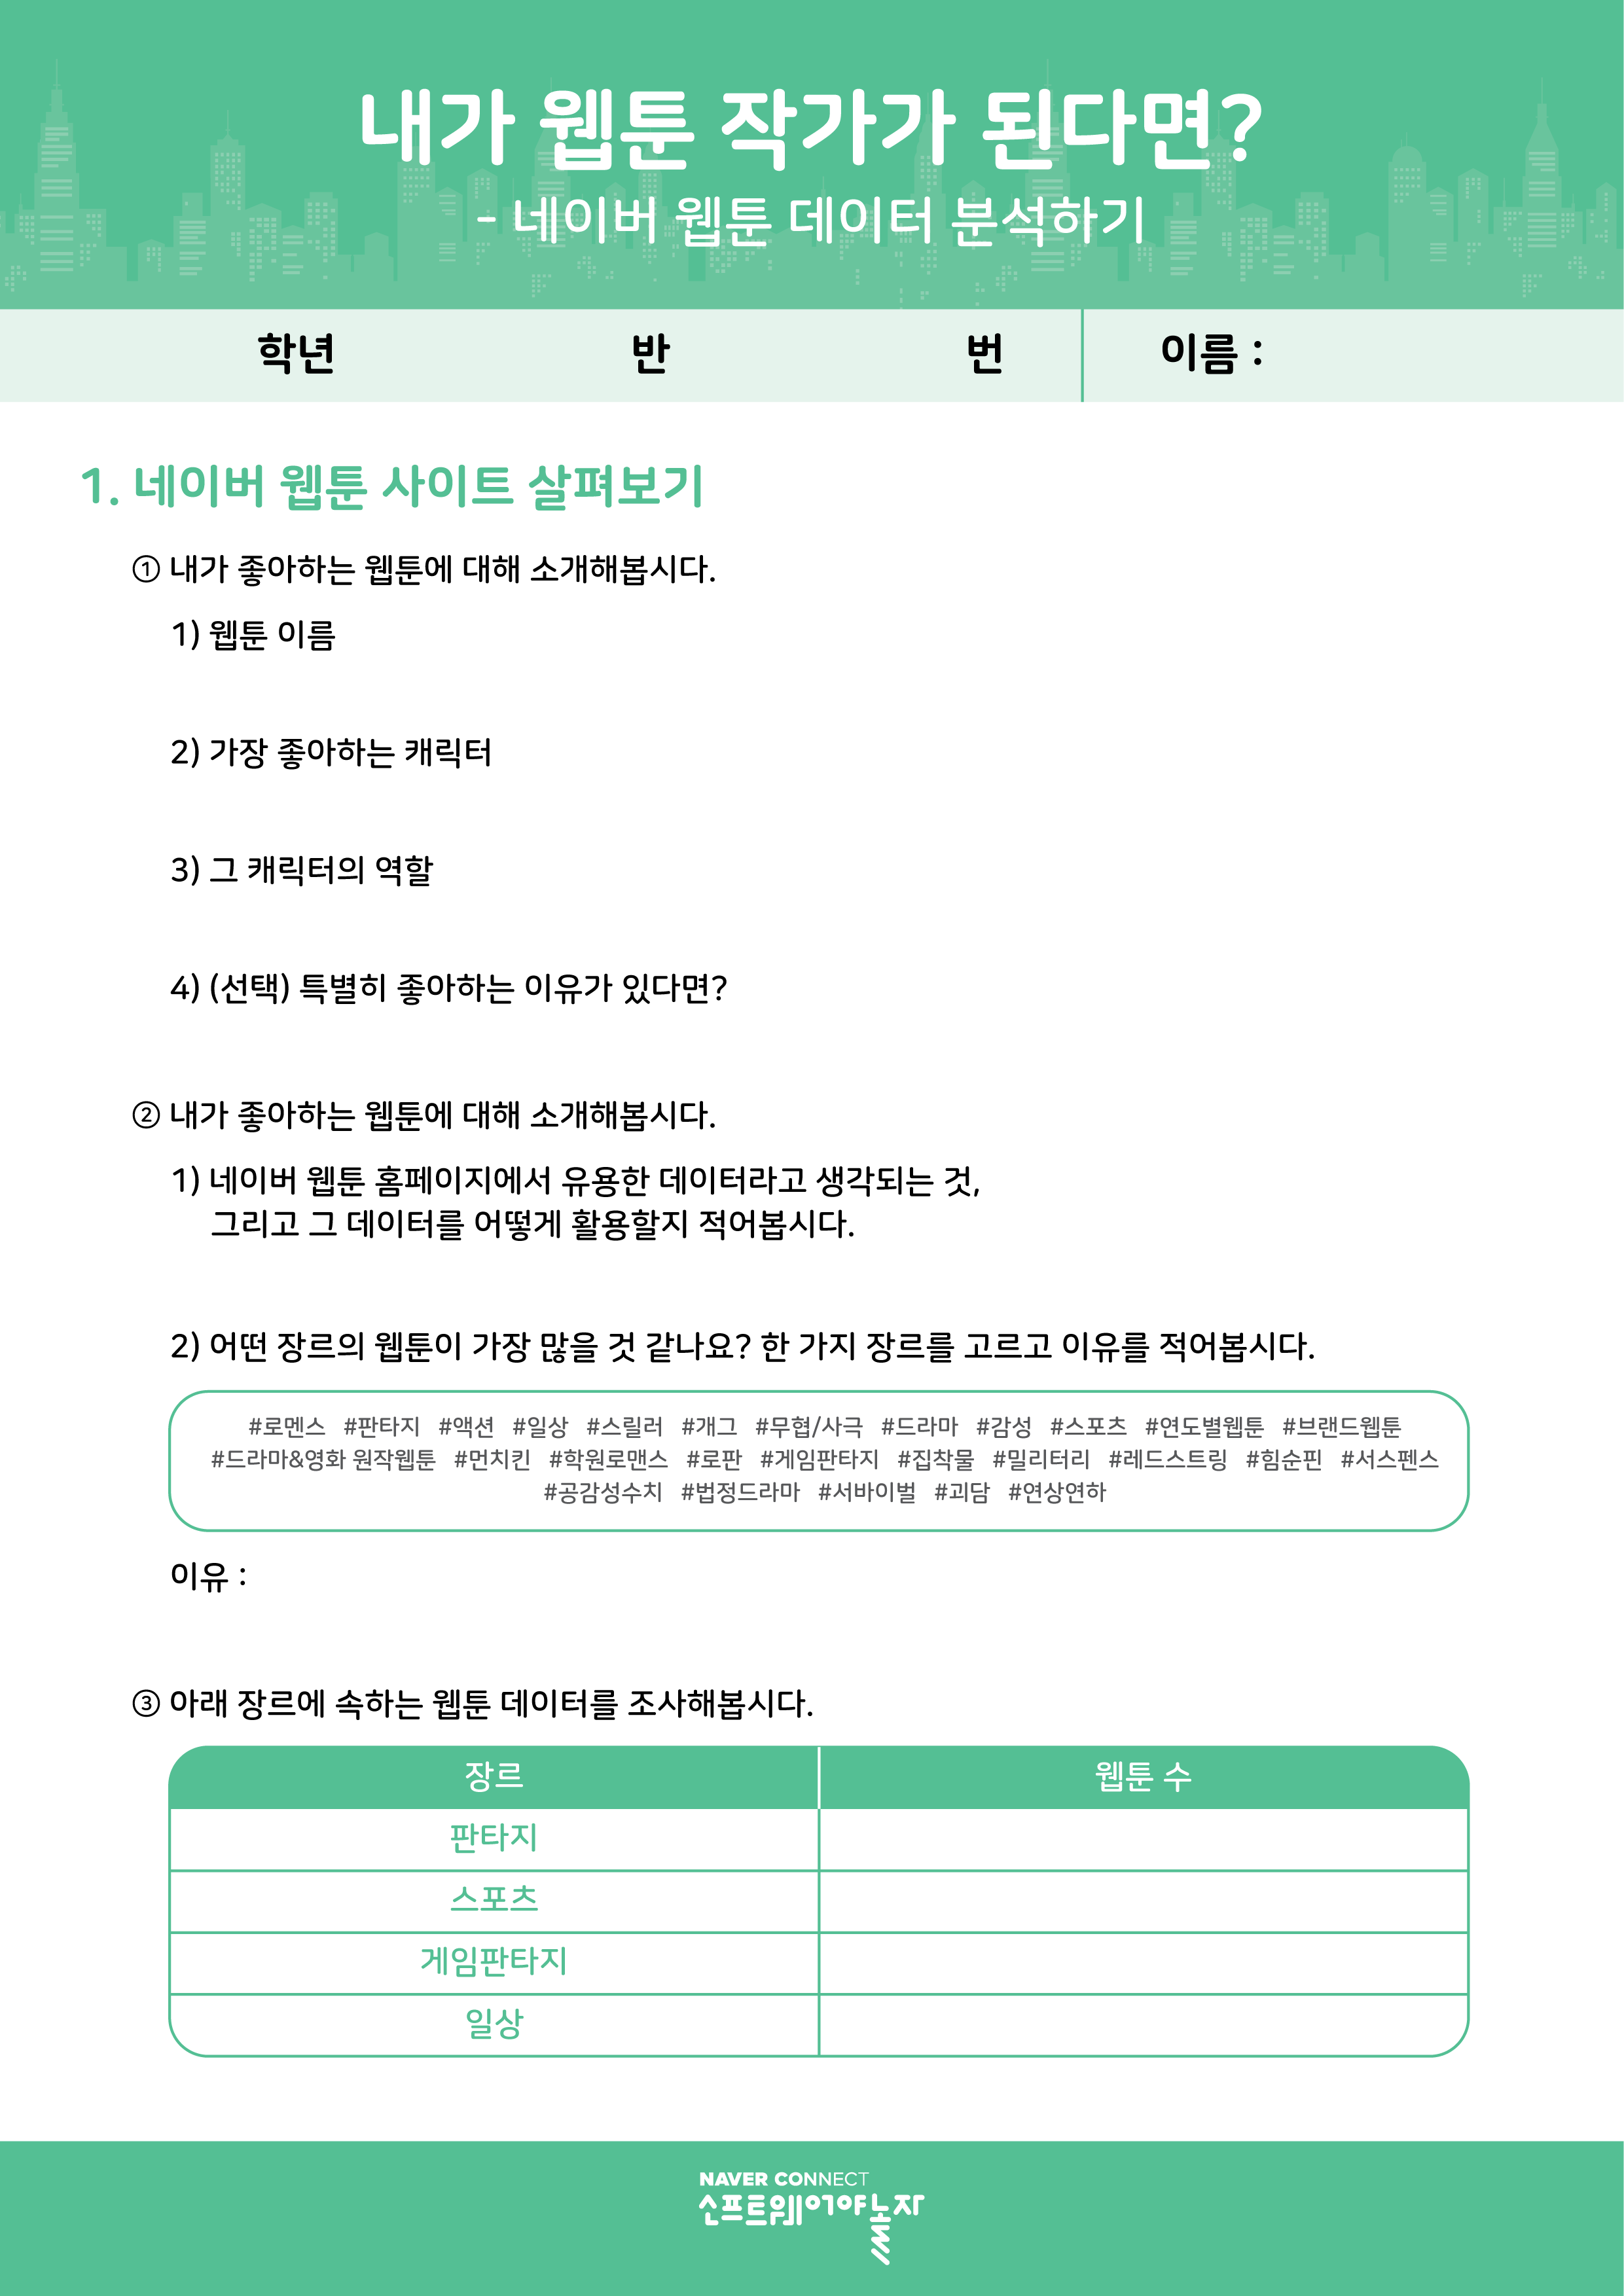 내가 웹툰 작가가 된다면?
- 네이버 웹툰 데이터 분석하기
학년 반 번 이름 :
1. 네이버 웹툰 사이트 살펴보기
① 내가 좋아하는 웹툰에 대해 소개해봅시다.
1) 웹툰 이름
2) 가장 좋아하는 캐릭터
3) 그 캐릭터의 역할
4) (선택) 특별히 좋아하는 이유가 있다면?
② 내가 좋아하는 웹툰에 대해 소개해봅시다.
1) 네이버 웹툰 홈페이지에서 유용한 데이터라고 생각되는 것,
그리고 그 데이터를 어떻게 활용할지 적어봅시다.
2) 어떤 장르의 웹툰이 가장 많을 것 같나요? 한 가지 장르를 고르고 이유를 적어봅시다.
#로멘스 #판타지 #액션 #일상 #스릴러 #개그 #무협/사극 #드라마 #감성 #스포츠 #연도별웹툰 #브랜드웹툰
#드라마&영화 원작웹툰 #먼치킨 #학원로맨스 #로판 #게임판타지 #집착물 #밀리터리 #레드스트링 #힘순핀 #서스펜스
#공감성수치 #법정드라마 #서바이벌 #괴담 #연상연하
이유 :
③ 아래 장르에 속하는 웹툰 데이터를 조사해봅시다.
장르 웹툰 수
판타지
스포츠
게임판타지
일상
NAVER CONNECT
소프트웨어야놀자